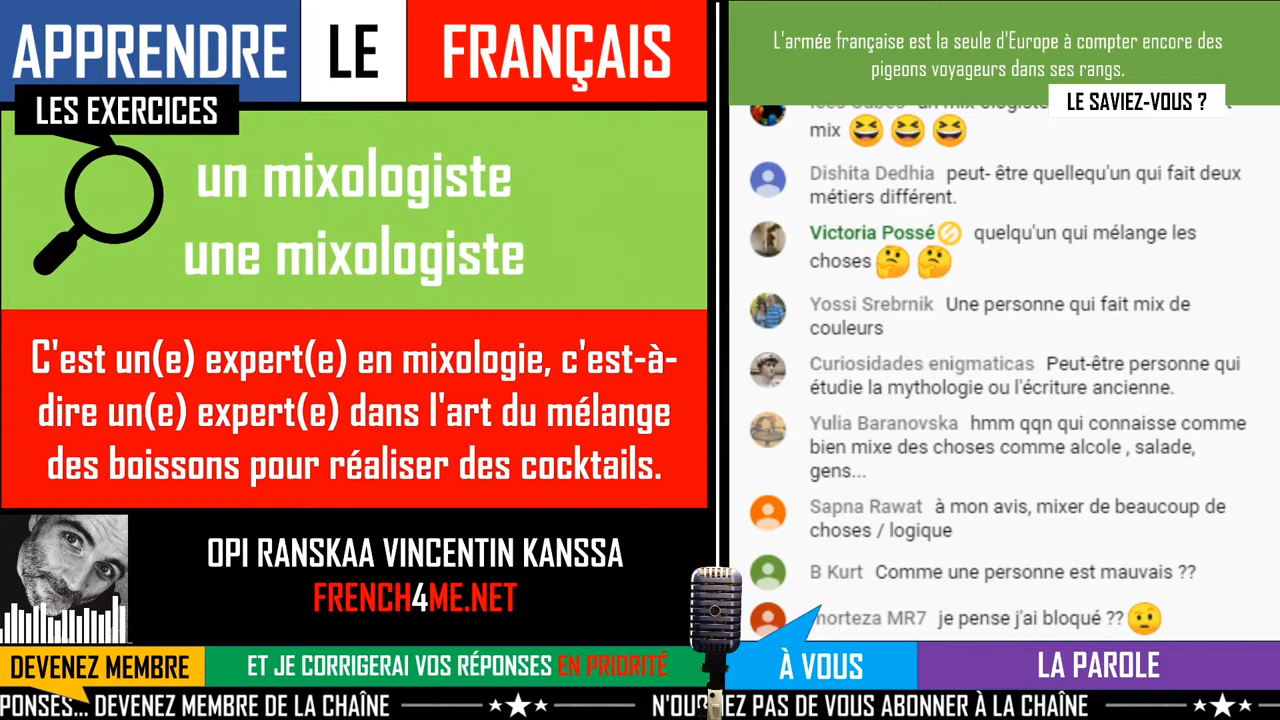 APPRENDRE LE FRANÇAIS
LES EXERCICES
un mixologiste
une mixologiste
C'est un(e) expert(e) en mixologie, c'est-à-
dire un(e) expert(e) dans l'art du mélange
des boissons pour réaliser des cocktails.
OPI RANSKAA VINCENTIN KANSSA
FRENCH4ME.NET
DEVENEZ MEMBRE
ET JE CORRIGERAI VOS RÉPONSES EN PRIORITÉ
L'armée française est la seule d'Europe à compter encore des
pigeons voyageurs dans ses rangs.
LE SAVIEZ-VOUS ?
mix 😆 😆 😆
Dishita Dedhia peut- être quellequ'un qui fait deux
métiers différent.
Victoria Possé quelqu'un qui mélange les
choses 🤔 🤔
Yossi Srebrnik Une personne qui fait mix de
couleurs
Curiosidades enigmaticas Peut-être personne qui
étudie la mythologie ou l'écriture ancienne.
Yulia Baranovska hmm qqn qui connaisse comme
bien mixe des choses comme alcole , salade,
gens...
Sapna Rawat à mon avis, mixer de beaucoup de
choses / logique
B Kurt Comme une personne est mauvais ??
morteza MR7 je pense j'ai bloqué ??
À VOUS LA PAROLE
PONSES... DEVENEZ MEMBRE DE LA CHAÎNE PAS DE VOUS ABONNER À LA CHAÎNE